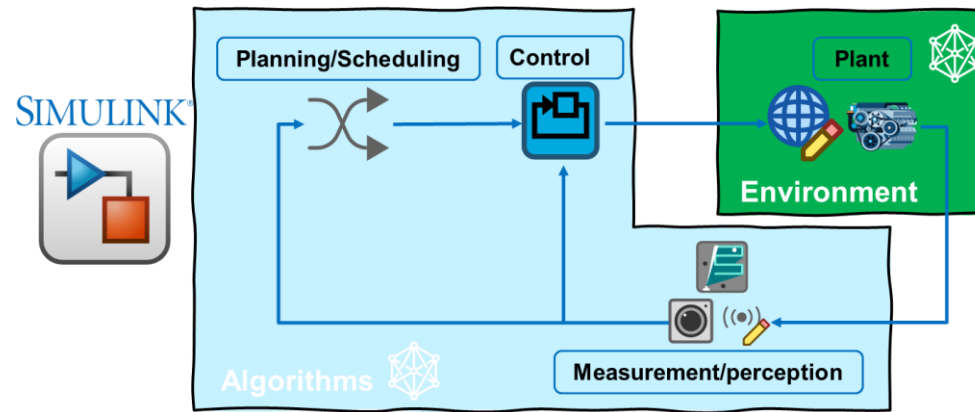 Planning/Scheduling
Control
Plant
SIMULINK®
Environment
Algorithms
Measurement/perception